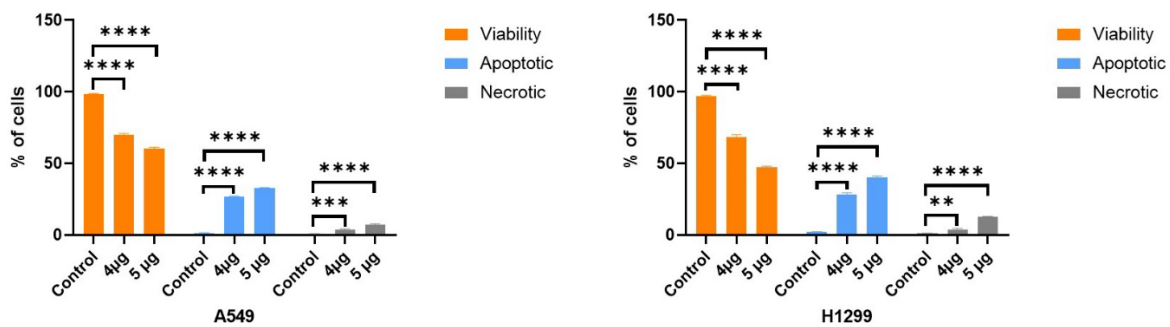 150
100
50
0
% of cells
****
****
****
****
****
***
Control
4µg
5 µg
Control
4µg
5 µg
Control
4µg
5 µg
A549
Viability
Apoptotic
Necrotic
150
100
50
0
% of cells
****
****
****
****
****
**
Control
4µg
5 µg
Control
4µg
5 µg
Control
4µg
5 µg
H1299
Viability
Apoptotic
Necrotic